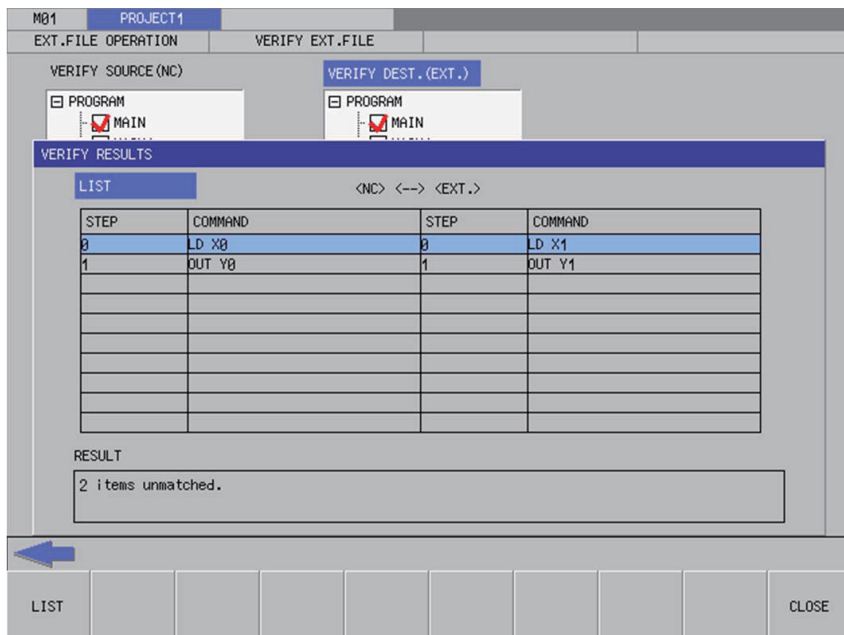 M01 PROJECT1
EXT.FILE OPERATION VERIFY EXT.FILE
VERIFY SOURCE(NC) VERIFY DEST.(EXT.)
PROGRAM PROGRAM
MAIN MAIN
VERIFY RESULTS
LIST <NC> <--> <EXT.>
STEP COMMAND STEP COMMAND
0 LD X0 0 LD X1
1 OUT Y0 1 OUT Y1
RESULT
2 items unmatched.
LIST CLOSE